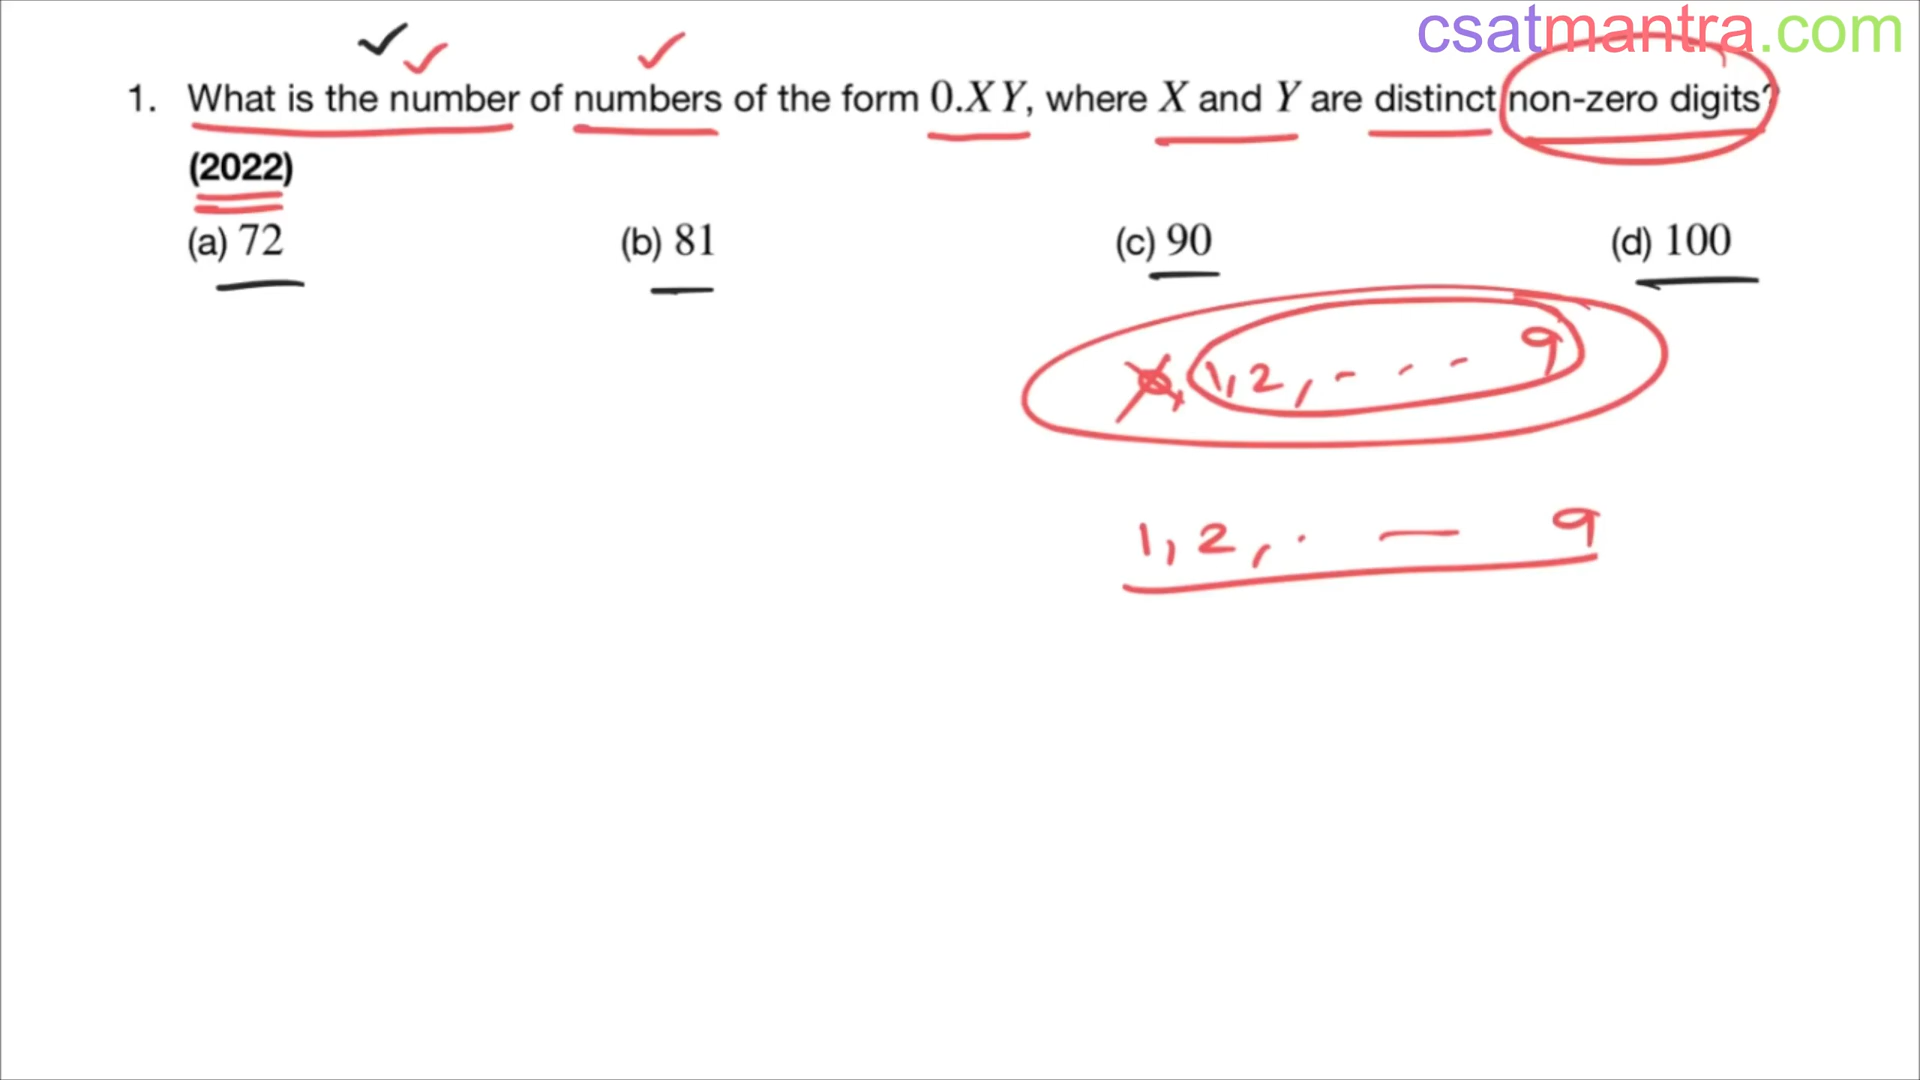 csatmantra.com
1. What is the number of numbers of the form 0.XY, where X and Y are distinct non-zero digits?
(2022)
(a) 72 (b) 81 (c) 90 (d) 100
0, 1, 2, - - - 9
1, 2, . — 9